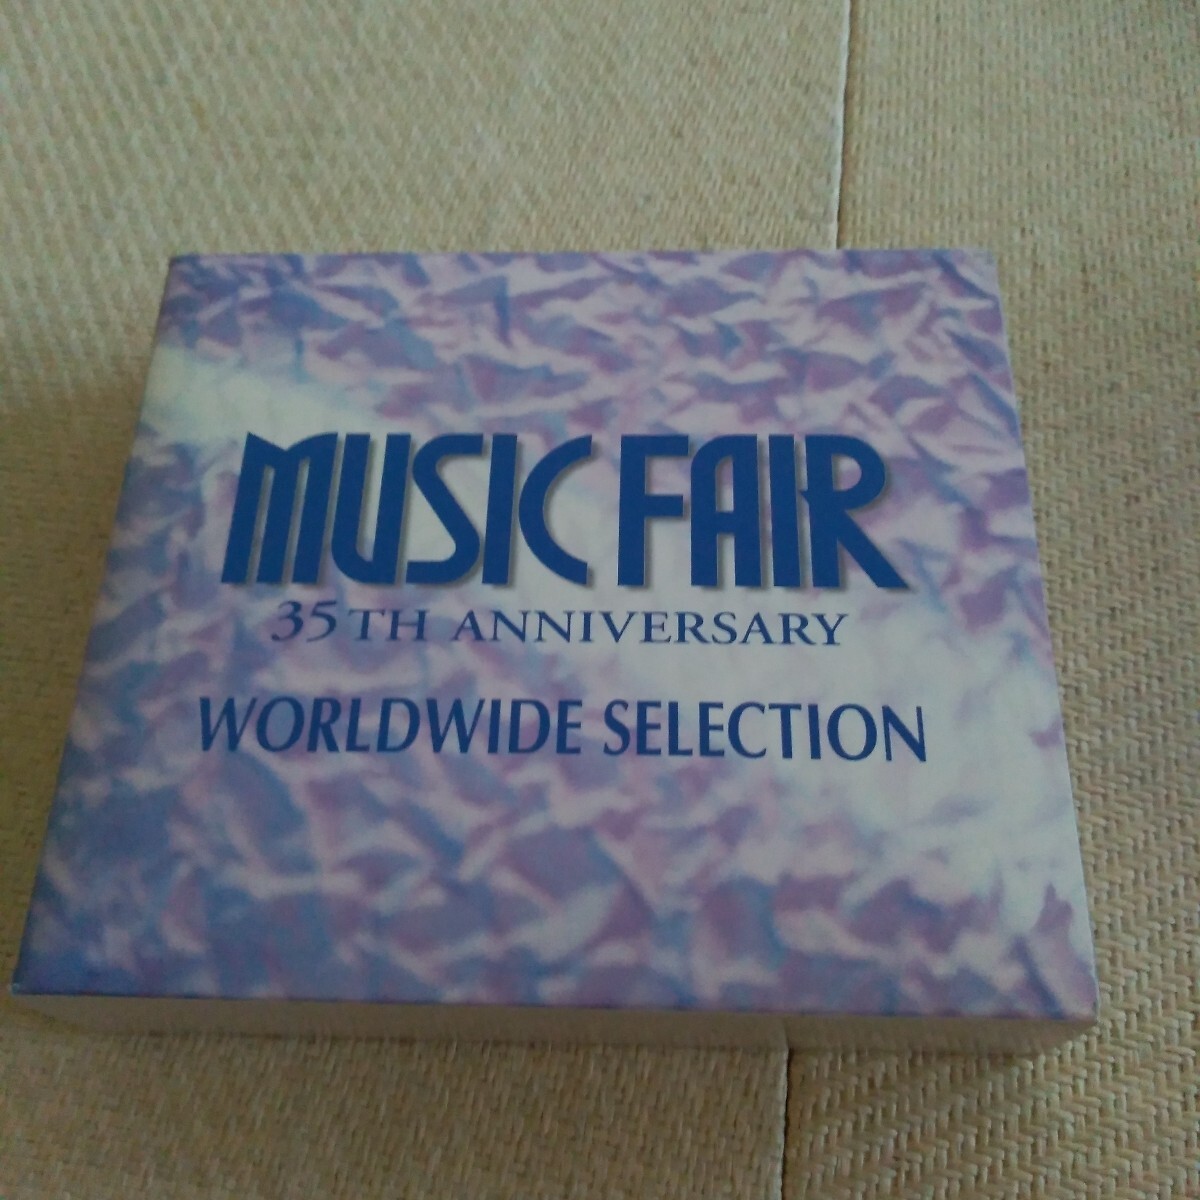 MUSIC FAIR
35TH ANNIVERSARY
WORLDWIDE SELECTION